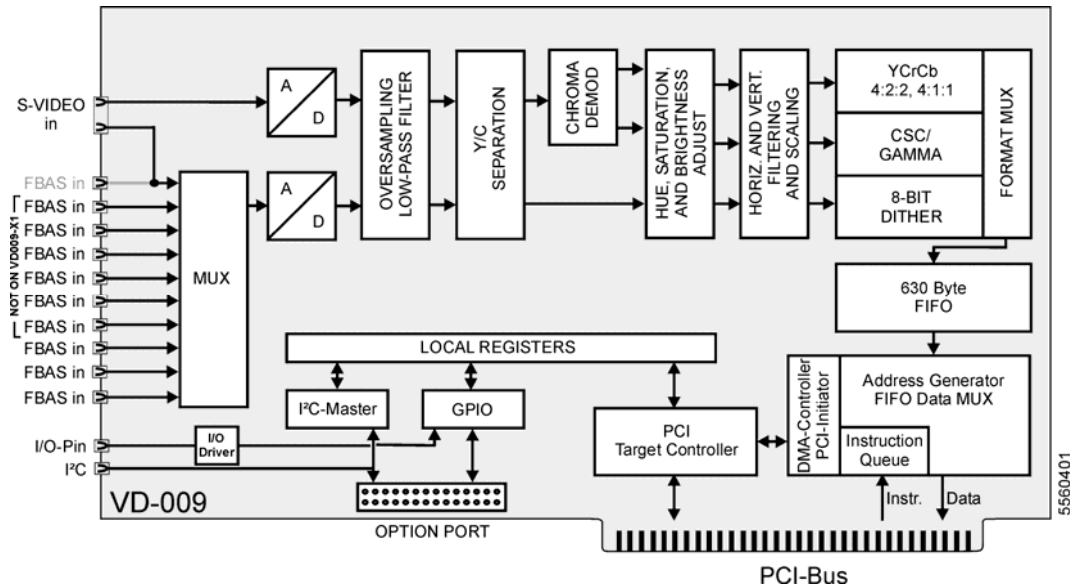 S-VIDEO
in
FBAS in
FBAS in
FBAS in
FBAS in
FBAS in
FBAS in
FBAS in
FBAS in
FBAS in
FBAS in
NOT ON VD009-X1
I/O-Pin
I²C
MUX
A
D
A
D
OVERSAMPLING
LOW-PASS FILTER
Y/C
SEPARATION
CHROMA
DEMOD
HUE, SATURATION,
AND BRIGHTNESS
ADJUST
HORIZ. AND VERT.
FILTERING
AND SCALING
YCrCb
4:2:2, 4:1:1
CSC/
GAMMA
8-BIT
DITHER
FORMAT MUX
630 Byte
FIFO
LOCAL REGISTERS
I²C-Master
GPIO
I/O
Driver
PCI
Target Controller
DMA-Controller
PCI-Initiator
Address Generator
FIFO Data MUX
Instruction
Queue
Instr.
Data
VD-009
OPTION PORT
PCI-Bus
5560401